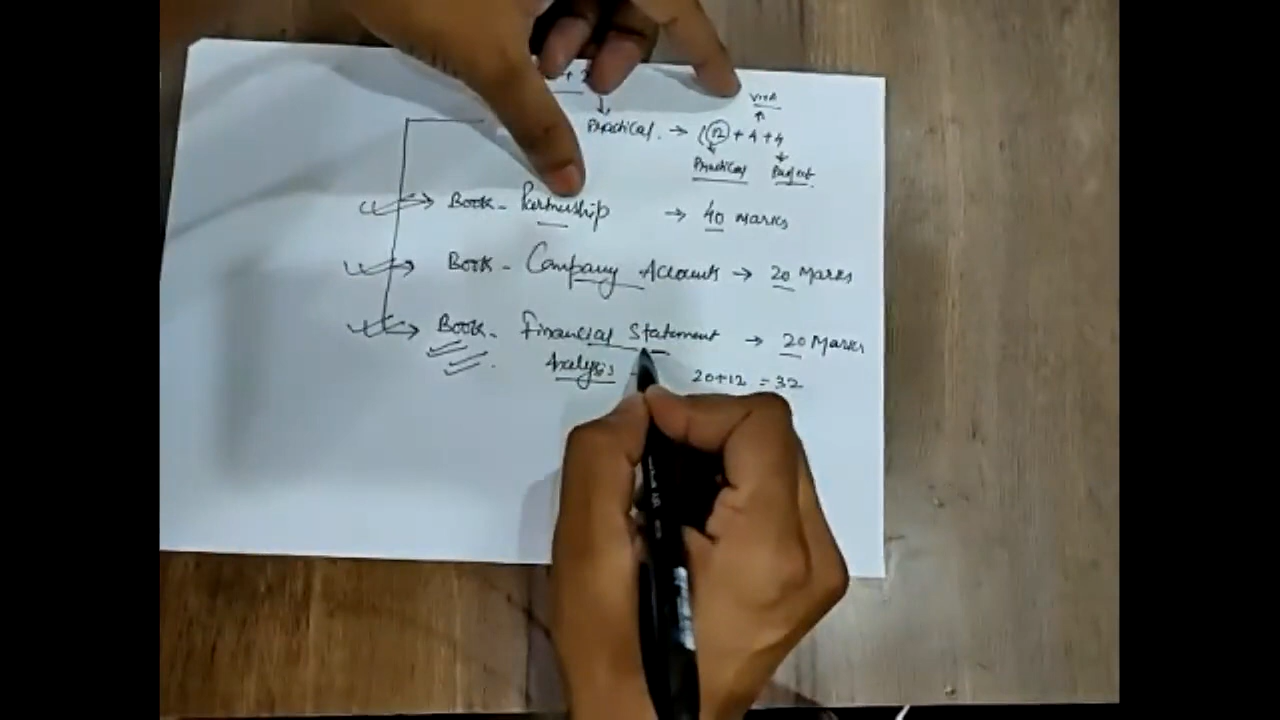 + 2
Viva
Practical. → (12 + 4 + 4
Practical Project.
Book - Partnership → 40 Marks
Book - Company Accounts → 20 Marks
Book - Financial Statement → 20 Marks
Analysis 20+12 = 32